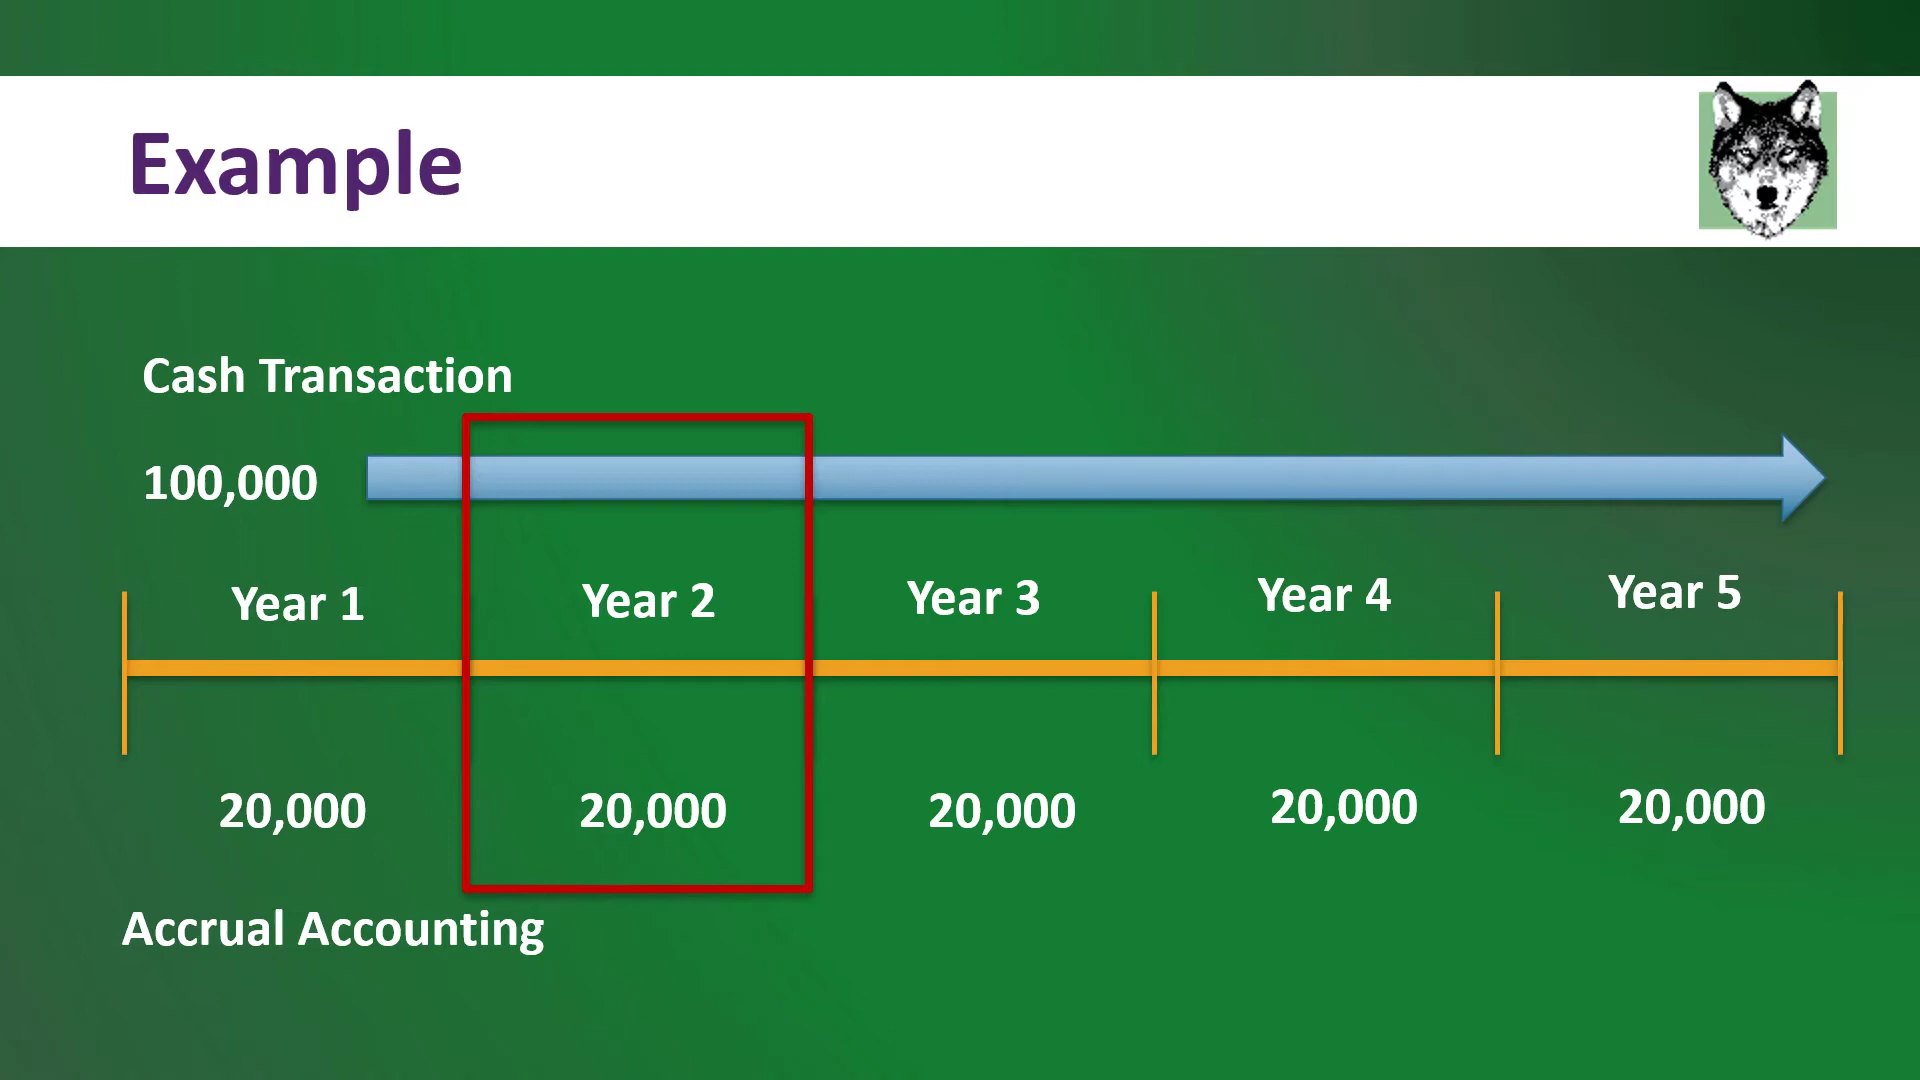 Example
Cash Transaction
100,000
Year 1 Year 2 Year 3 Year 4 Year 5
20,000 20,000 20,000 20,000 20,000
Accrual Accounting